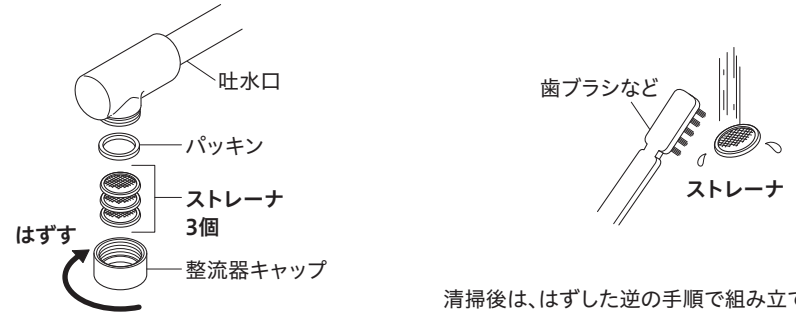 吐水口
パッキン
ストレーナ
3個
はずす
整流器キャップ
歯ブラシなど
ストレーナ
清掃後は、はずした逆の手順で組み立て